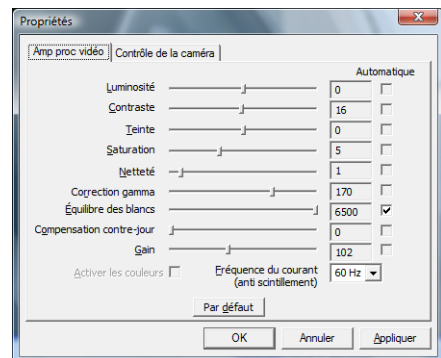 Propriétés
Amp proc vidéo Contrôle de la caméra
Automatique
Luminosité 0
Contraste 16
Teinte 0
Saturation 5
Netteté 1
Correction gamma 170
Équilibre des blancs 6500
Compensation contre-jour 0
Gain 102
Activer les couleurs Fréquence du courant 60 Hz
(anti scintillement)
Par défaut
OK Annuler Appliquer